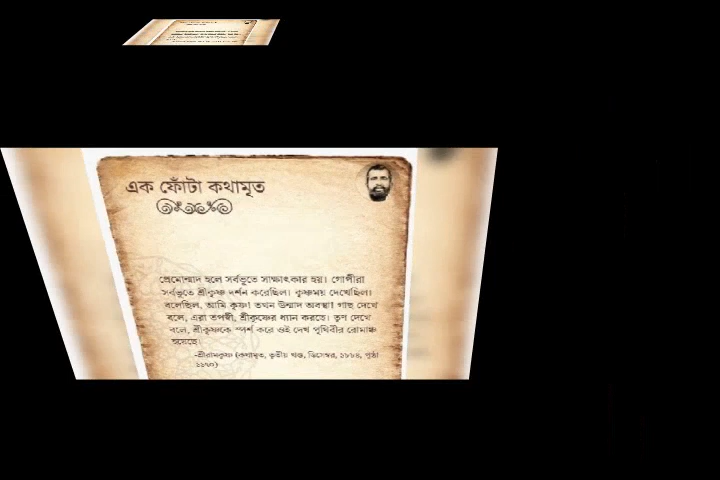 এক ফোঁটা কথামৃত
প্রেমোন্মাদ হলে সর্বভূতে সাক্ষাৎকার হয়। গোপীরা
সর্বভূতে শ্রীকৃষ্ণ দর্শন করেছিল। কৃষ্ণময় দেখেছিল।
বলেছিল, আমি কৃষ্ণ! তখন উন্মাদ অবস্থা! গাছ দেখে
বলে, এরা তপস্বী, শ্রীকৃষ্ণের ধ্যান করছে। তৃণ দেখে
বলে, শ্রীকৃষ্ণকে স্পর্শ করে ওই দেখ পৃথিবীর রোমাঞ্চ
হয়েছে।
-শ্রীরামকৃষ্ণ (কথামৃত, তৃতীয় খণ্ড, ডিসেম্বর, ১৮৮৪, পৃষ্ঠা